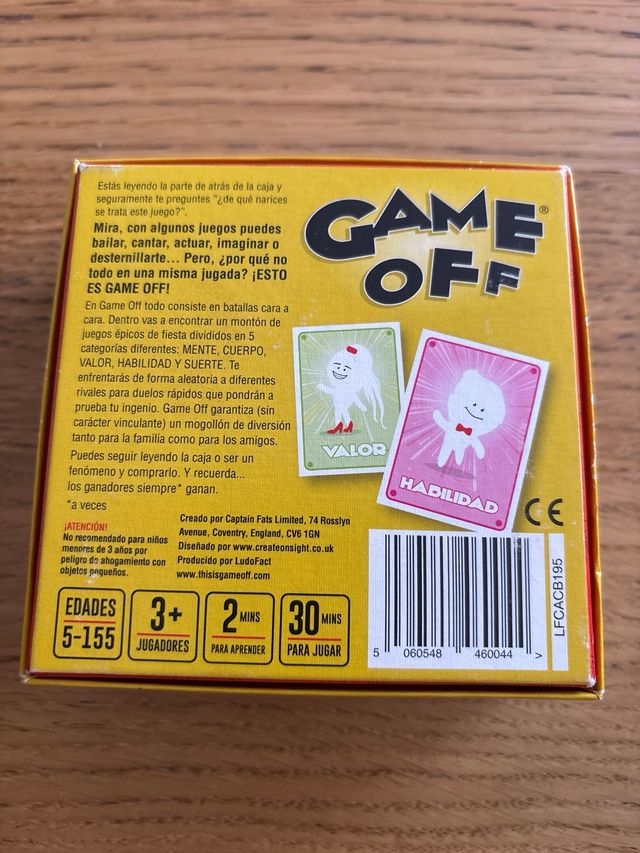 Estás leyendo la parte de atrás de la caja y
seguramente te preguntes "¿de qué narices
se trata este juego?".
Mira, con algunos juegos puedes
bailar, cantar, actuar, imaginar o
desternillarte... Pero, ¿por qué no
todo en una misma jugada? ¡ESTO
ES GAME OFF!
En Game Off todo consiste en batallas cara a
cara. Dentro vas a encontrar un montón de
juegos épicos de fiesta divididos en 5
categorías diferentes: MENTE, CUERPO,
VALOR, HABILIDAD Y SUERTE. Te
enfrentarás de forma aleatoria a diferentes
rivales para duelos rápidos que pondrán a
prueba tu ingenio. Game Off garantiza (sin
carácter vinculante) un mogollón de diversión
tanto para la familia como para los amigos.
Puedes seguir leyendo la caja o ser un
fenómeno y comprarlo. Y recuerda...
los ganadores siempre* ganan.
*a veces
GAME®
OFF
VALOR
HABILIDAD
CE
¡ATENCIÓN!
No recomendado para niños
menores de 3 años por
peligro de ahogamiento con
objetos pequeños.
Creado por Captain Fats Limited, 74 Rosslyn
Avenue, Coventry, England, CV6 1GN
Diseñado por www.createonsight.co.uk
Producido por LudoFact
www.thisisgameoff.com
EDADES
5-155
3+
JUGADORES
2 MINS
PARA APRENDER
30 MINS
PARA JUGAR
5 060548 460044 >
LFCACB195